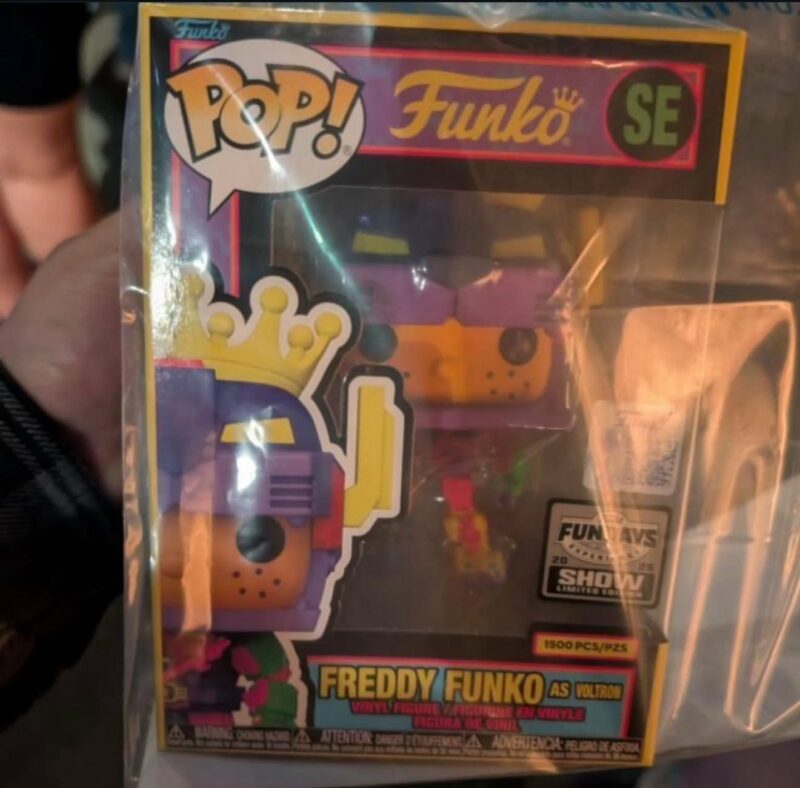 Funko
POP!
Funko
SE
FUNDAYS
EXPERIENCE
20 25
SHOW
LIMITED EDITION
1500 PCS/PZS
FREDDY FUNKO AS VOLTRON
VINYL FIGURE / FIGURINE EN VINYLE
FIGURA DE VINIL
WARNING: CHOKING HAZARD ATTENTION: DANGER D'ÉTOUFFEMENT ADVERTENCIA: PELIGRO DE ASFIXIA